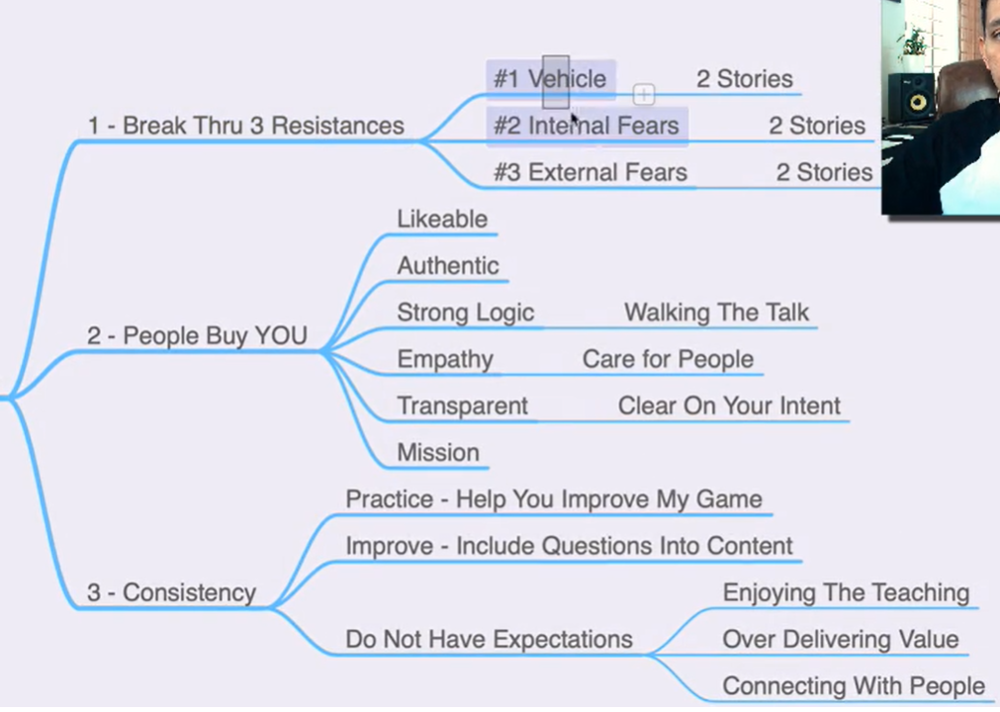 1 - Break Thru 3 Resistances
#1 Vehicle
2 Stories
#2 Internal Fears
2 Stories
#3 External Fears
2 Stories
2 - People Buy YOU
Likeable
Authentic
Strong Logic
Walking The Talk
Empathy
Care for People
Transparent
Clear On Your Intent
Mission
3 - Consistency
Practice - Help You Improve My Game
Improve - Include Questions Into Content
Do Not Have Expectations
Enjoying The Teaching
Over Delivering Value
Connecting With People